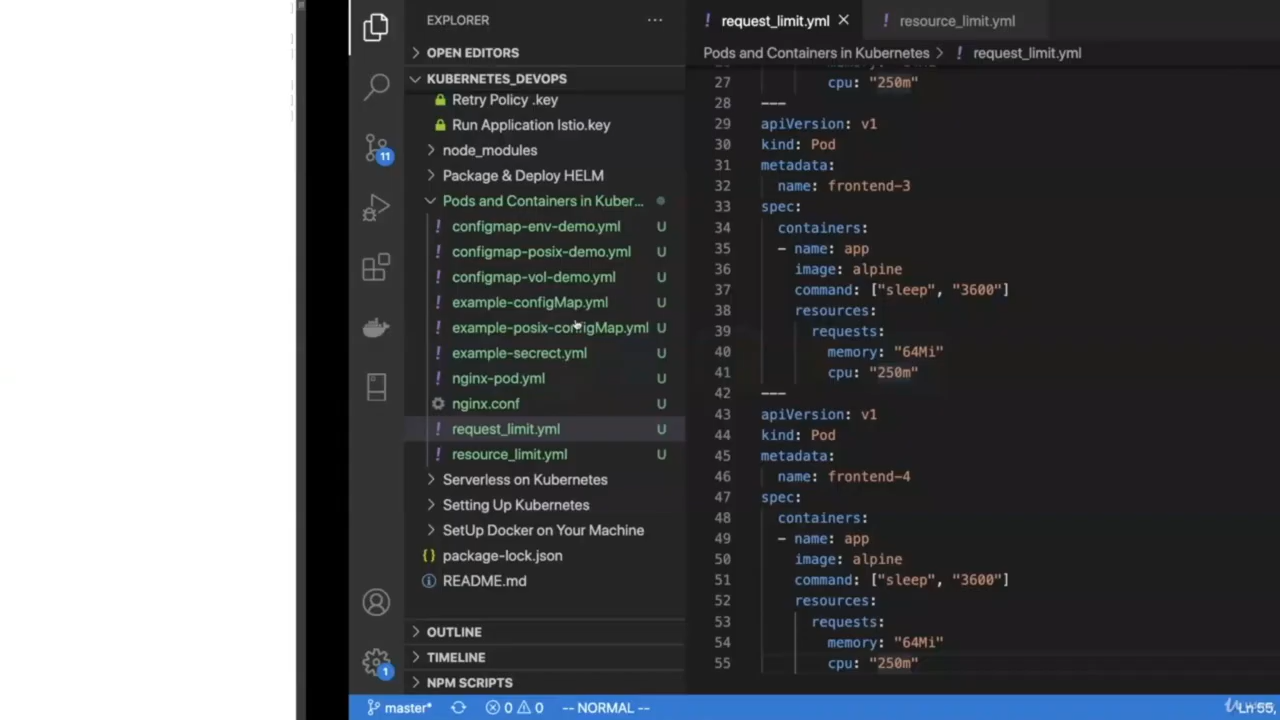 EXPLORER
OPEN EDITORS
KUBERNETES_DEVOPS
Retry Policy .key
Run Application Istio.key
node_modules
Package & Deploy HELM
Pods and Containers in Kuber...
! configmap-env-demo.yml U
! configmap-posix-demo.yml U
! configmap-vol-demo.yml U
! example-configMap.yml U
! example-posix-configMap.yml U
! example-secrect.yml U
! nginx-pod.yml U
nginx.conf U
! request_limit.yml U
! resource_limit.yml U
Serverless on Kubernetes
Setting Up Kubernetes
SetUp Docker on Your Machine
{} package-lock.json
README.md
OUTLINE
TIMELINE
NPM SCRIPTS
11
1
! request_limit.yml
! resource_limit.yml
Pods and Containers in Kubernetes > ! request_limit.yml
27 cpu: "250m"
28 ---
29 apiVersion: v1
30 kind: Pod
31 metadata:
32 name: frontend-3
33 spec:
34 containers:
35 - name: app
36 image: alpine
37 command: ["sleep", "3600"]
38 resources:
39 requests:
40 memory: "64Mi"
41 cpu: "250m"
42 ---
43 apiVersion: v1
44 kind: Pod
45 metadata:
46 name: frontend-4
47 spec:
48 containers:
49 - name: app
50 image: alpine
51 command: ["sleep", "3600"]
52 resources:
53 requests:
54 memory: "64Mi"
55 cpu: "250m"
master* 0 0 -- NORMAL -- Ln 55,